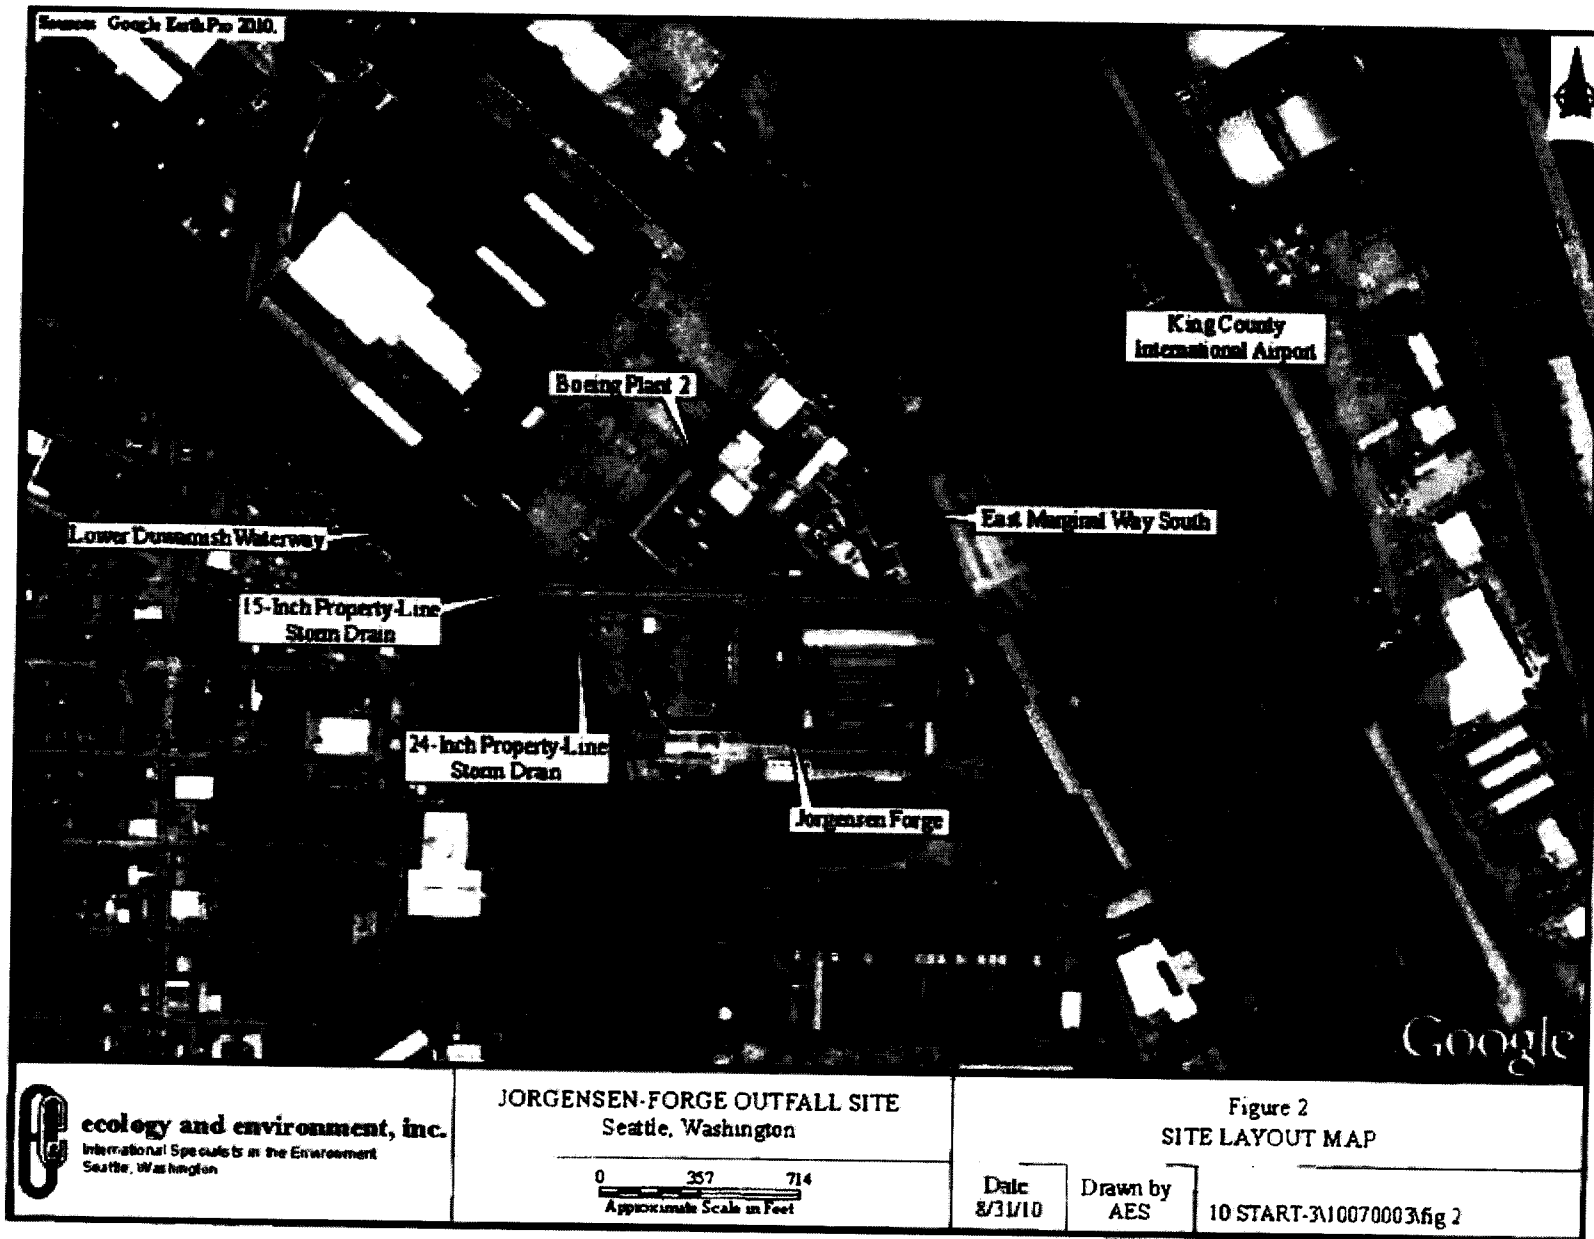 Source: Google Earth Pro 2010.
King County
International Airport
Boeing Plant 2
East Marginal Way South
Lower Duwamish Waterway
15-Inch Property-Line
Storm Drain
24-Inch Property-Line
Storm Drain
Jorgensen Forge
Google
ecology and environment, inc.
International Specialists in the Environment
Seattle, Washington
JORGENSEN-FORGE OUTFALL SITE
Seattle, Washington
0 357 714
Approximate Scale in Feet
Figure 2
SITE LAYOUT MAP
Date
8/31/10
Drawn by
AES
10 START-3\10070003\fig 2